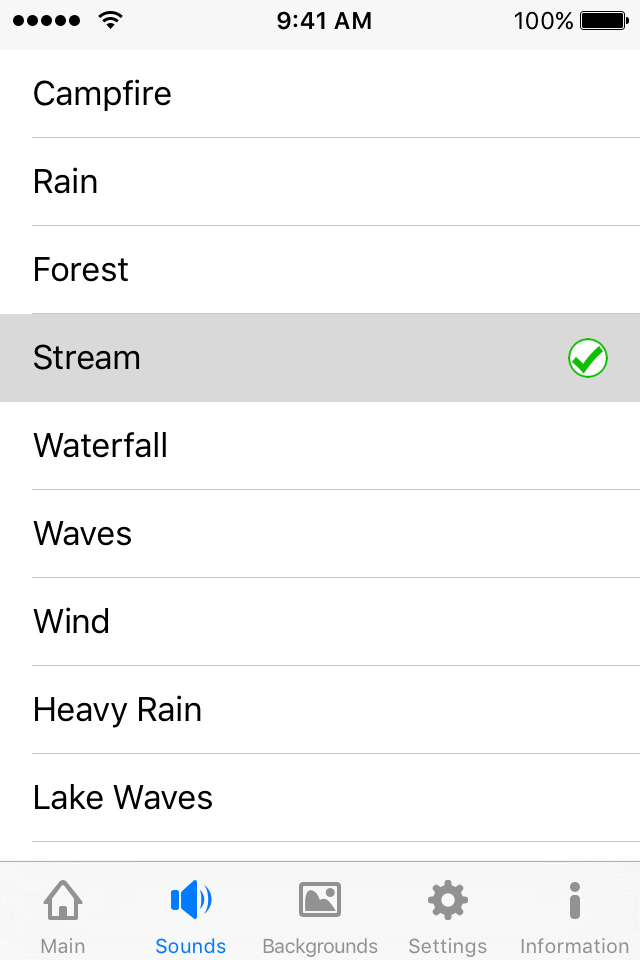 9:41 AM 100%
Campfire
Rain
Forest
Stream
Waterfall
Waves
Wind
Heavy Rain
Lake Waves
Main Sounds Backgrounds Settings Information